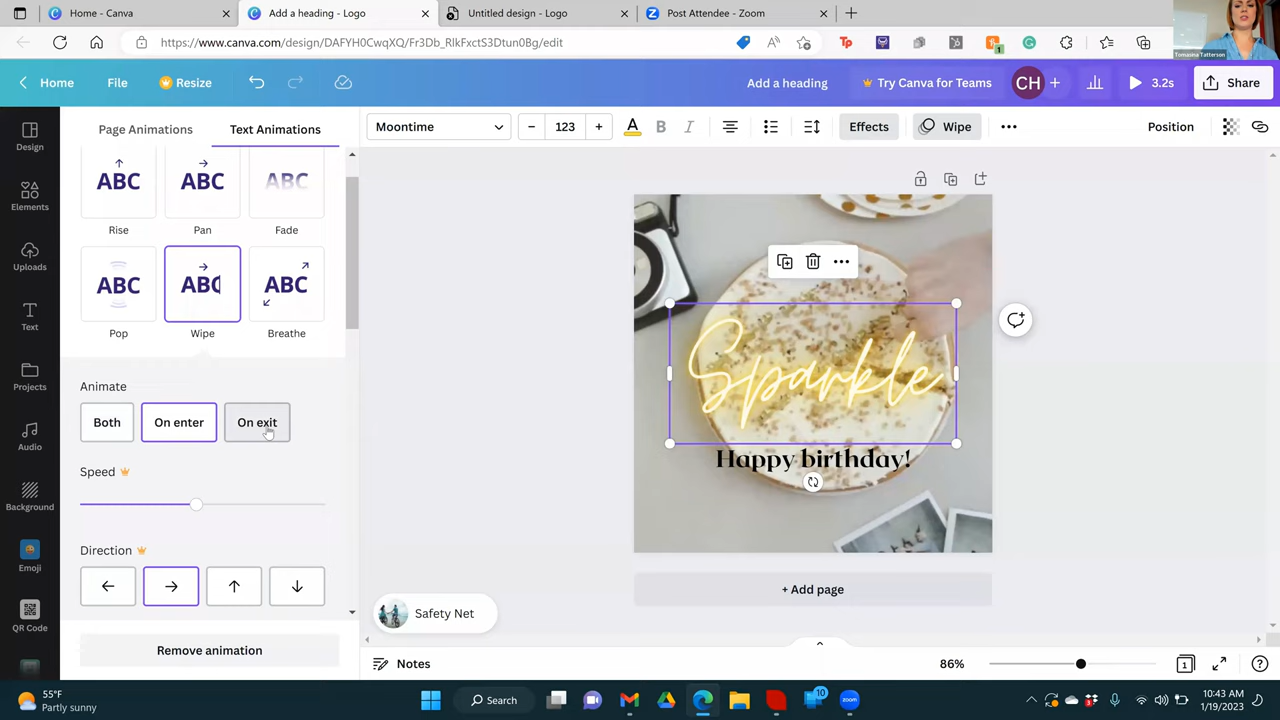 Home - Canva
Add a heading - Logo
Untitled design - Logo
Post Attendee - Zoom
https://www.canva.com/design/DAFYH0CwqXQ/Fr3Db_RlkFxctS3Dtun0Bg/edit
Tomasina Tatterson
Home
File
Resize
Add a heading
Try Canva for Teams
CH
3.2s
Share
Page Animations
Text Animations
Moontime
123
B
I
Effects
Wipe
Position
Design
Elements
Uploads
Text
Projects
Audio
Background
Emoji
QR Code
ABC
ABC
ABC
Rise
Pan
Fade
ABC
ABC
ABC
Pop
Wipe
Breathe
Animate
Both
On enter
On exit
Speed
Direction
Remove animation
Sparkle
Happy birthday!
+ Add page
Safety Net
Notes
86%
1
55°F
Partly sunny
Search
10
10:43 AM
1/19/2023